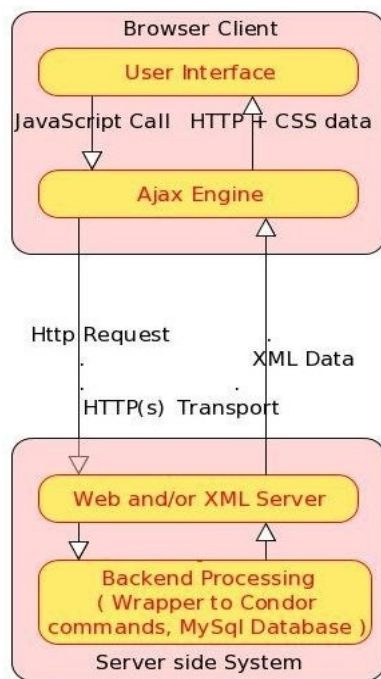 Browser Client
User Interface
JavaScript Call HTTP + CSS data
Ajax Engine
Http Request
XML Data
HTTP(s) Transport
Web and/or XML Server
Backend Processing
( Wrapper to Condor
commands, MySql Database )
Server side System